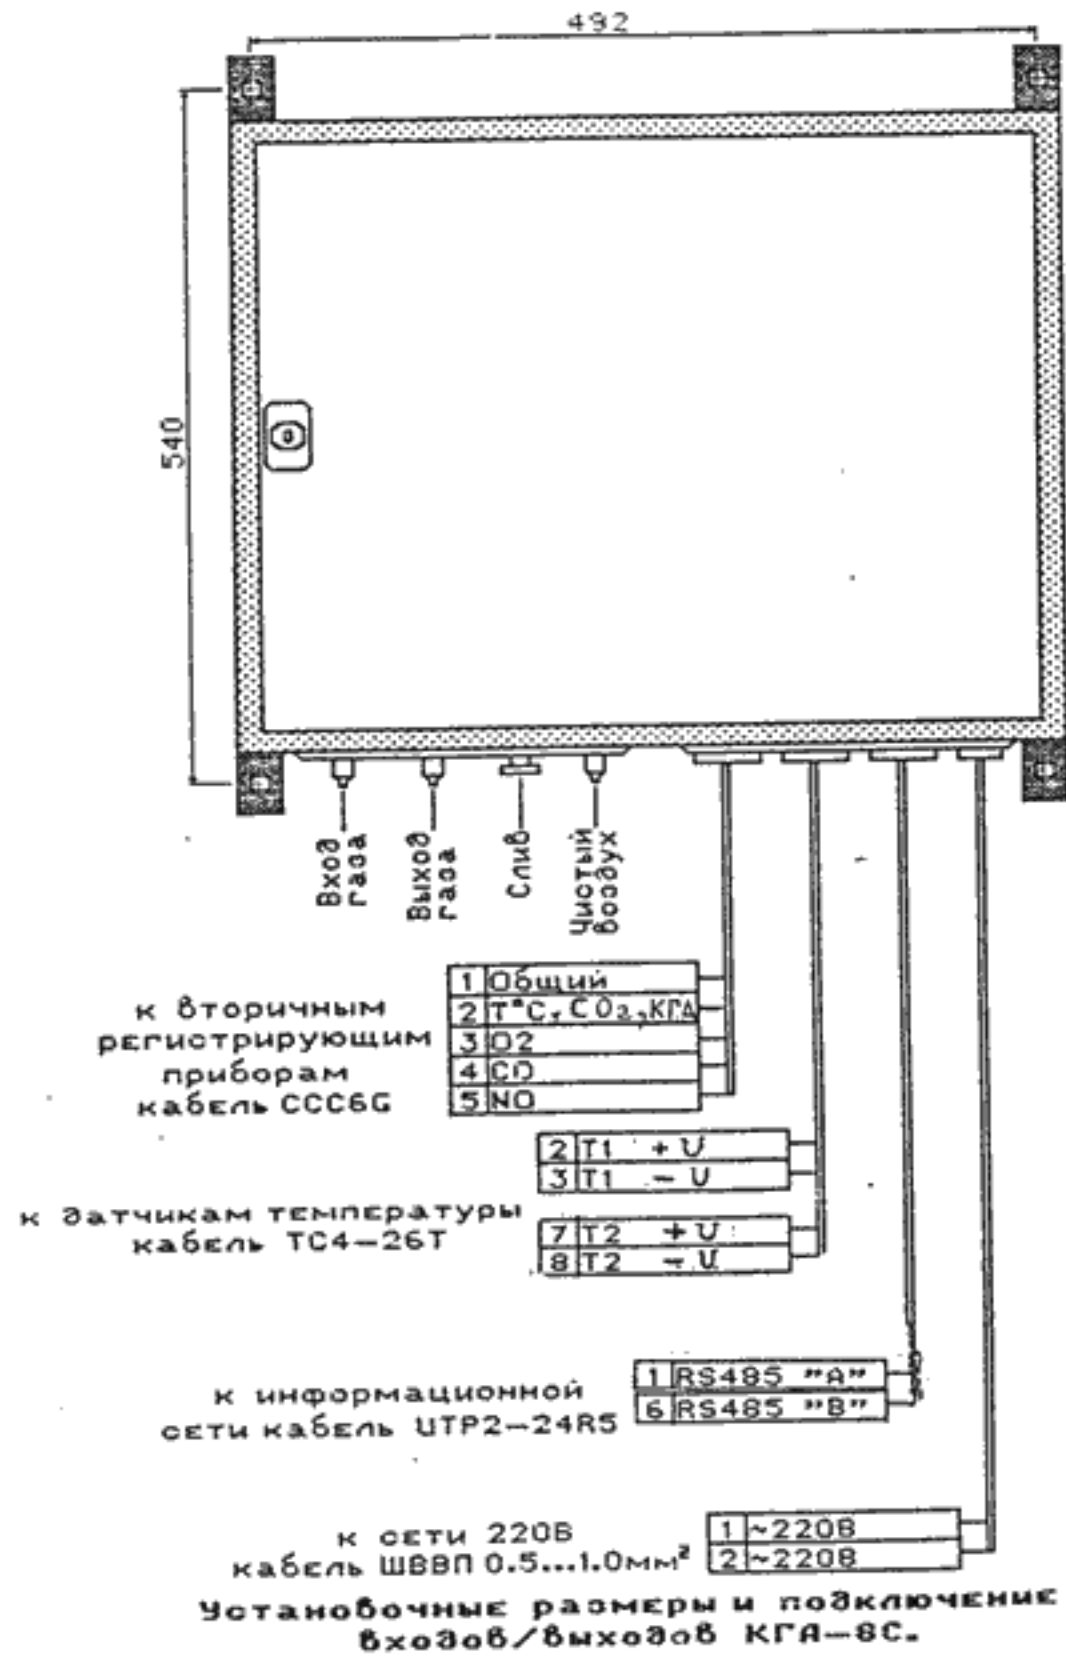 492
540
Вход
газа
Выход
газа
Слив
Чистый
воздух
к вторичным
регистрирующим
приборам
кабель CCC6G
1 Общий
2 T°C, CO2, КГА
3 O2
4 CO
5 NO
2 T1 + U
3 T1 – U
к датчикам температуры
кабель TC4-26T
7 T2 + U
8 T2 – U
к информационной
сети кабель UTP2-24R5
1 RS485 "A"
6 RS485 "B"
к сети 220В
кабель ШВВП 0.5...1.0мм²
1 ~220В
2 ~220В
Установочные размеры и подключение
входов/выходов КГА-8С.